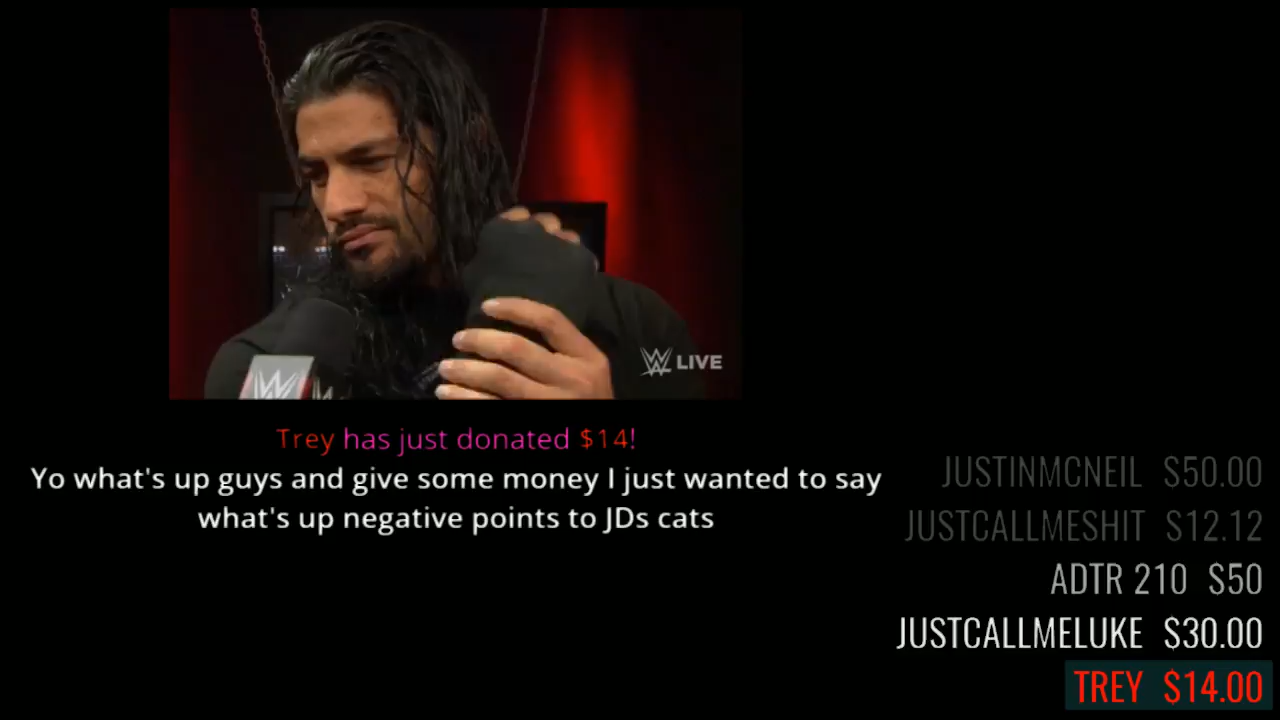 W LIVE
W
Trey has just donated $14!
Yo what's up guys and give some money I just wanted to say
what's up negative points to JDs cats
JUSTINMCNEIL $50.00
JUSTCALLMESHIT $12.12
ADTR 210 $50
JUSTCALLMELUKE $30.00
TREY $14.00